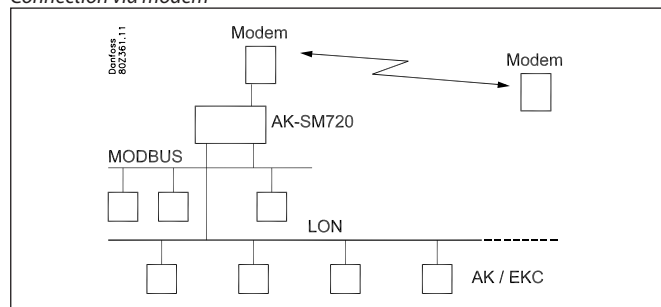 Connection via modem
Danfoss
80Z361.11
Modem
Modem
AK-SM720
MODBUS
LON
AK / EKC